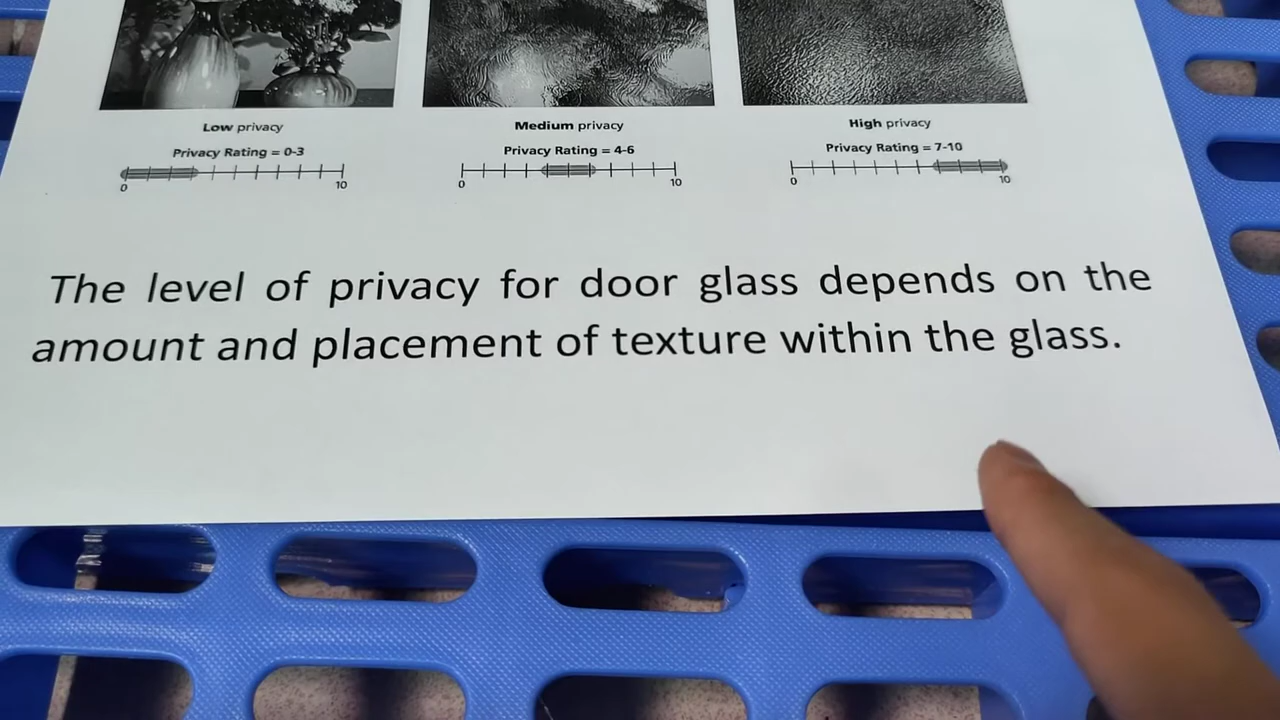 Low privacy Medium privacy High privacy
Privacy Rating = 0-3 Privacy Rating = 4-6 Privacy Rating = 7-10
0 10 0 10 0 10
The level of privacy for door glass depends on the
amount and placement of texture within the glass.